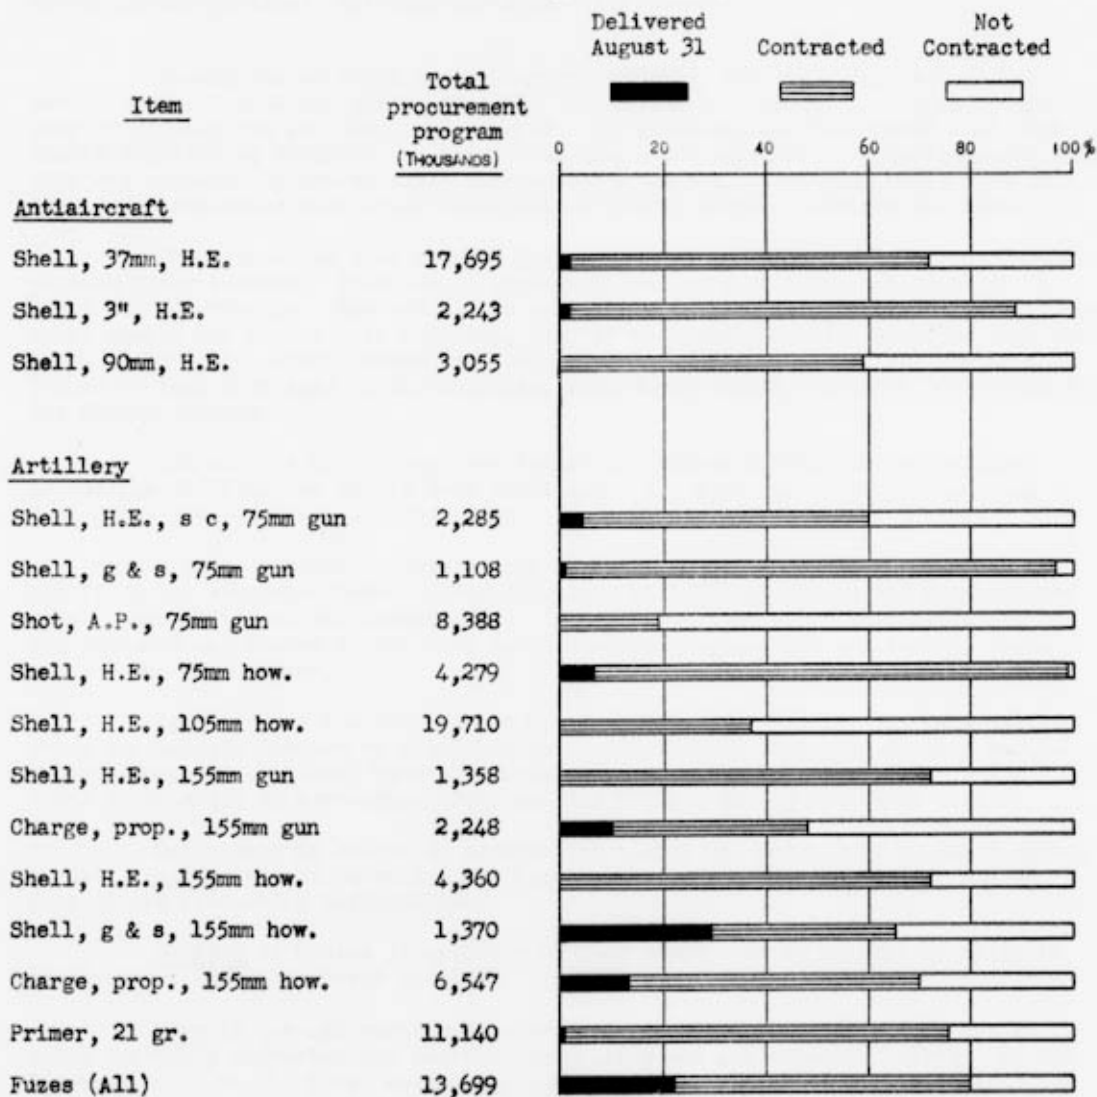 Delivered August 31
Contracted
Not Contracted
Item
Total procurement program (THOUSANDS)
0 20 40 60 80 100%
Antiaircraft
Shell, 37mm, H.E. 17,695
Shell, 3", H.E. 2,243
Shell, 90mm, H.E. 3,055
Artillery
Shell, H.E., s c, 75mm gun 2,285
Shell, g & s, 75mm gun 1,108
Shot, A.P., 75mm gun 8,388
Shell, H.E., 75mm how. 4,279
Shell, H.E., 105mm how. 19,710
Shell, H.E., 155mm gun 1,358
Charge, prop., 155mm gun 2,248
Shell, H.E., 155mm how. 4,360
Shell, g & s, 155mm how. 1,370
Charge, prop., 155mm how. 6,547
Primer, 21 gr. 11,140
Fuzes (All) 13,699